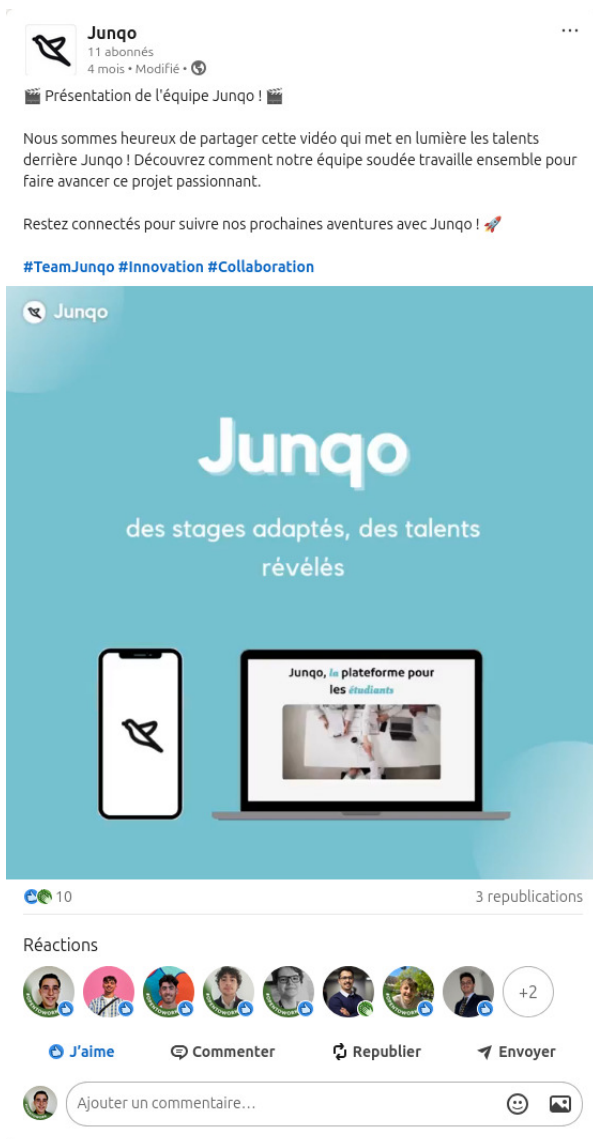 Junqo
11 abonnés
4 mois • Modifié •
🎬 Présentation de l'équipe Junqo ! 🎬
Nous sommes heureux de partager cette vidéo qui met en lumière les talents
derrière Junqo ! Découvrez comment notre équipe soudée travaille ensemble pour
faire avancer ce projet passionnant.
Restez connectés pour suivre nos prochaines aventures avec Junqo ! 🚀
#TeamJunqo #Innovation #Collaboration
Junqo
Junqo
des stages adaptés, des talents
révélés
Junqo, la plateforme pour
les étudiants
10
3 republications
Réactions
+2
J'aime
Commenter
Republier
Envoyer
Ajouter un commentaire…